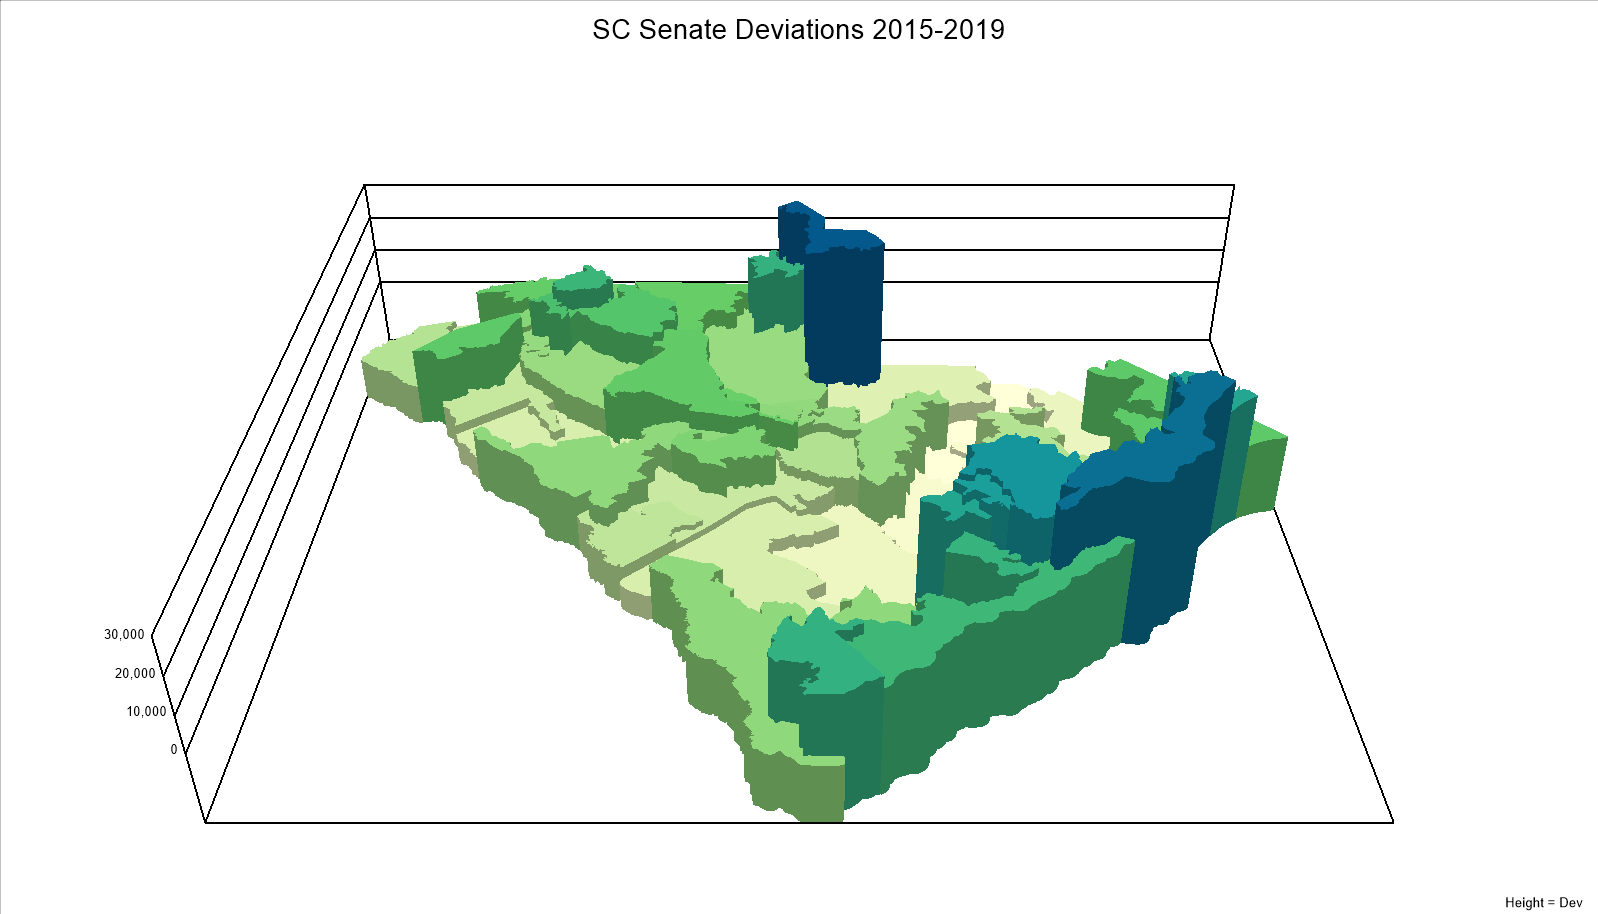 SC Senate Deviations 2015-2019
30,000
20,000
10,000
0
Height = Dev